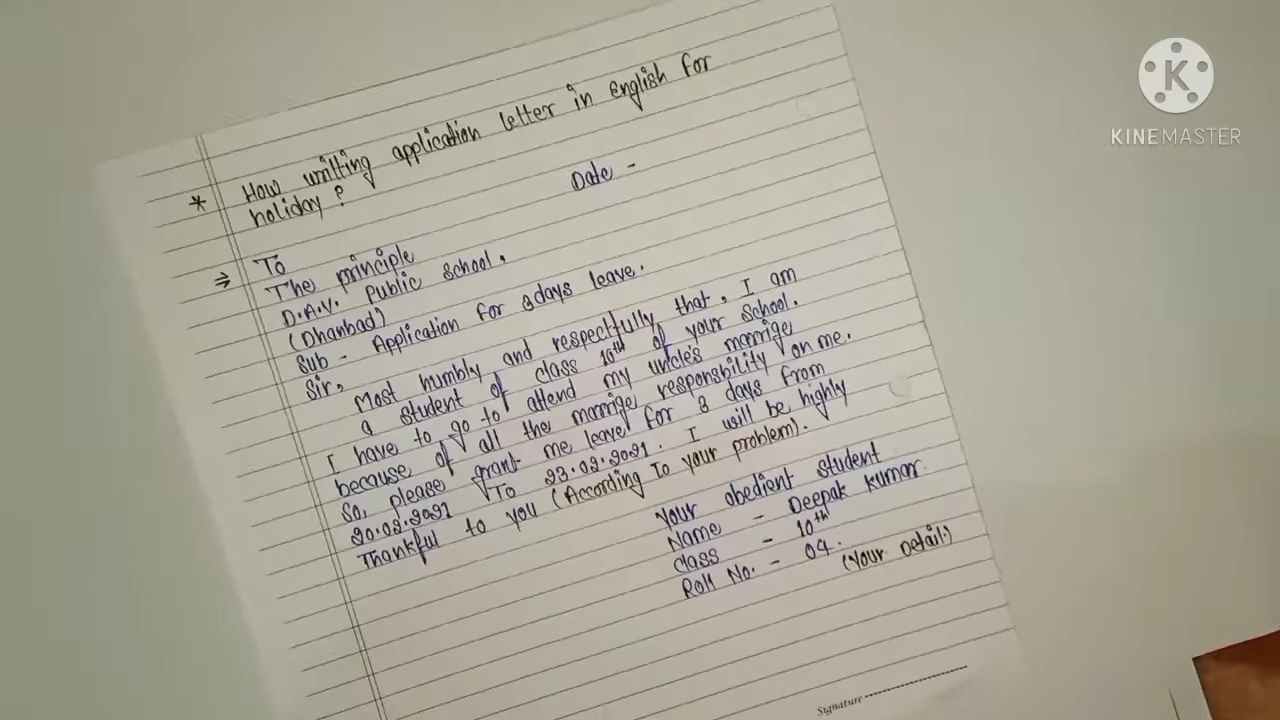 KINEMASTER
* How writting application letter in English for
holiday ?
Date -
⇒ To
The principle
D.A.V. Public School.
(Dhanbad)
Sub - Application for 3 days leave.
Sir,
Most humbly and respectfully that, I am
a student of class 10th of your school.
I have to go to attend my uncle's marrige
because of all the marrige responsbility on me.
So, please grant me leave for 3 days from
20.02.2021 To 23.02.2021. I will be highly
Thankful to you (According To your problem).
Your obedient student
Name - Deepak Kumar
Class - 10th
Roll No. - 04.
(Your Detail)
Signature